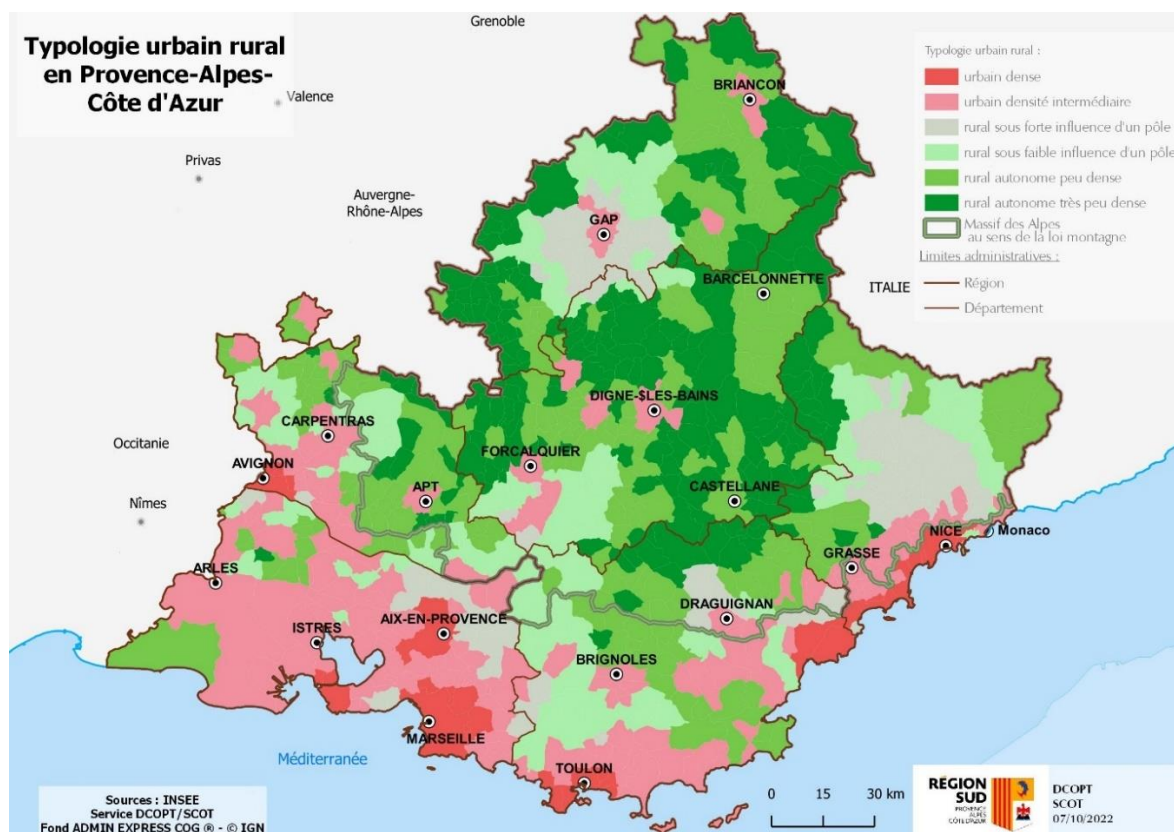 Typologie urbain rural
en Provence-Alpes-
Côte d'Azur
Grenoble
Valence
Privas
Auvergne-
Rhône-Alpes
Occitanie
Nîmes
ITALIE
Monaco
Méditerranée
BRIANCON
GAP
BARCELONNETTE
DIGNE-$LES-BAINS
CARPENTRAS
FORCALQUIER
AVIGNON
APT
CASTELLANE
NICE
GRASSE
ARLES
DRAGUIGNAN
AIX-EN-PROVENCE
ISTRES
BRIGNOLES
MARSEILLE
TOULON
Typologie urbain rural :
urbain dense
urbain densité intermédiaire
rural sous forte influence d'un pôle
rural sous faible influence d'un pôle
rural autonome peu dense
rural autonome très peu dense
Massif des Alpes
au sens de la loi montagne
Limites administratives :
Région
Département
0 15 30 km
Sources : INSEE
Service DCOPT/SCOT
Fond ADMIN EXPRESS COG ® - © IGN
RÉGION
SUD
PROVENCE
ALPES
CÔTE D'AZUR
DCOPT
SCOT
07/10/2022